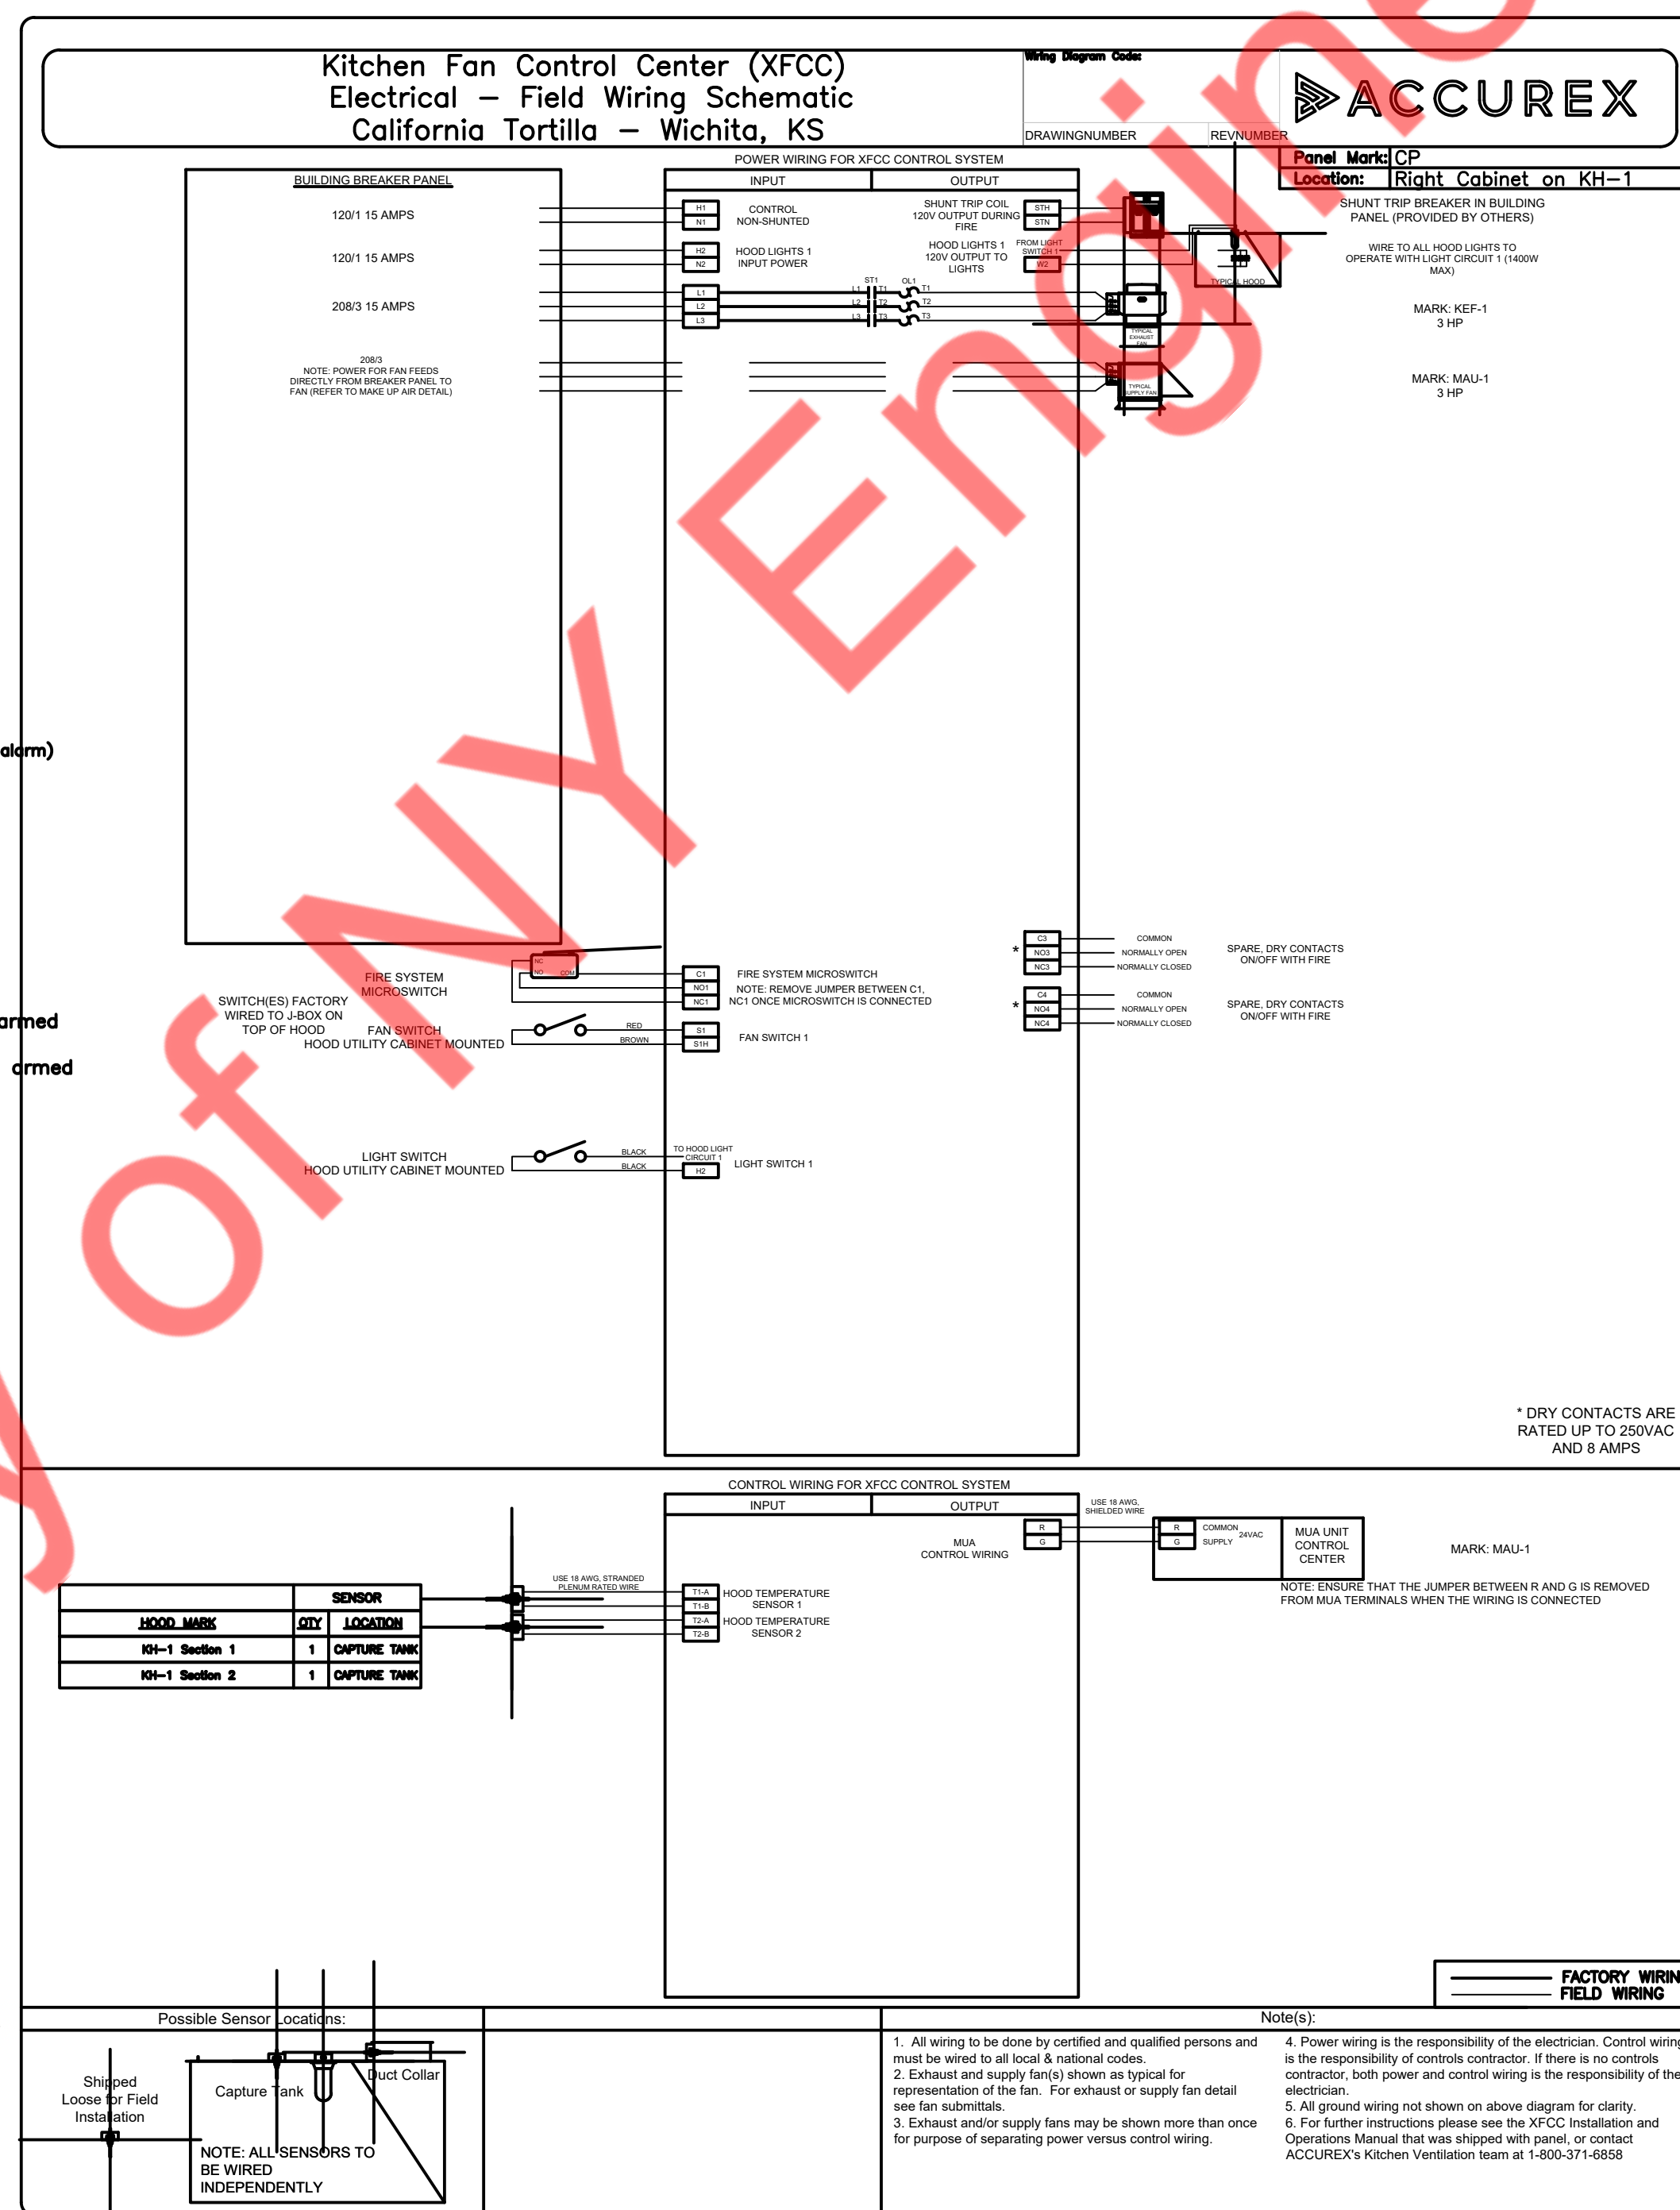 Kitchen Fan Control Center (XFCC)
Electrical – Field Wiring Schematic
California Tortilla – Wichita, KS
Wiring Diagram Code:
DRAWINGNUMBER
REVNUMBER
ACCUREX
Panel Mark: CP
Location: Right Cabinet on KH-1
POWER WIRING FOR XFCC CONTROL SYSTEM
INPUT
OUTPUT
BUILDING BREAKER PANEL
120/1 15 AMPS
H1
N1
CONTROL
NON-SHUNTED
SHUNT TRIP COIL
120V OUTPUT DURING
FIRE
STH
STN
SHUNT TRIP BREAKER IN BUILDING
PANEL (PROVIDED BY OTHERS)
120/1 15 AMPS
H2
N2
HOOD LIGHTS 1
INPUT POWER
HOOD LIGHTS 1
120V OUTPUT TO
LIGHTS
FROM LIGHT
SWITCH 1
W2
TYPICAL HOOD
WIRE TO ALL HOOD LIGHTS TO
OPERATE WITH LIGHT CIRCUIT 1 (1400W
MAX)
208/3 15 AMPS
L1
L2
L3
ST1
OL1
L1 T1 T1
L2 T2 T2
L3 T3 T3
TYPICAL
EXHAUST
FAN
MARK: KEF-1
3 HP
208/3
NOTE: POWER FOR FAN FEEDS
DIRECTLY FROM BREAKER PANEL TO
FAN (REFER TO MAKE UP AIR DETAIL)
TYPICAL
SUPPLY FAN
MARK: MAU-1
3 HP
alarm)
armed
armed
FIRE SYSTEM
MICROSWITCH
NC
NO
COM
C1
NO1
NC1
FIRE SYSTEM MICROSWITCH
NOTE: REMOVE JUMPER BETWEEN C1,
NC1 ONCE MICROSWITCH IS CONNECTED
SWITCH(ES) FACTORY
WIRED TO J-BOX ON
TOP OF HOOD
FAN SWITCH
HOOD UTILITY CABINET MOUNTED
RED
BROWN
S1
S1H
FAN SWITCH 1
LIGHT SWITCH
HOOD UTILITY CABINET MOUNTED
BLACK
BLACK
TO HOOD LIGHT
CIRCUIT 1
H2
LIGHT SWITCH 1
*
C3
NO3
NC3
COMMON
NORMALLY OPEN
NORMALLY CLOSED
SPARE, DRY CONTACTS
ON/OFF WITH FIRE
*
C4
NO4
NC4
COMMON
NORMALLY OPEN
NORMALLY CLOSED
SPARE, DRY CONTACTS
ON/OFF WITH FIRE
* DRY CONTACTS ARE
RATED UP TO 250VAC
AND 8 AMPS
CONTROL WIRING FOR XFCC CONTROL SYSTEM
INPUT
OUTPUT
MUA
CONTROL WIRING
R
G
USE 18 AWG,
SHIELDED WIRE
R
G
COMMON
SUPPLY
24VAC
MUA UNIT
CONTROL
CENTER
MARK: MAU-1
NOTE: ENSURE THAT THE JUMPER BETWEEN R AND G IS REMOVED
FROM MUA TERMINALS WHEN THE WIRING IS CONNECTED
USE 18 AWG, STRANDED
PLENUM RATED WIRE
T1-A
T1-B
T2-A
T2-B
HOOD TEMPERATURE
SENSOR 1
HOOD TEMPERATURE
SENSOR 2
SENSOR
HOOD MARK QTY LOCATION
KH-1 Section 1 1 CAPTURE TANK
KH-1 Section 2 1 CAPTURE TANK
FACTORY WIRIN
FIELD WIRING
Possible Sensor Locations:
Shipped
Loose for Field
Installation
Capture Tank
Duct Collar
NOTE: ALL SENSORS TO
BE WIRED
INDEPENDENTLY
Note(s):
1. All wiring to be done by certified and qualified persons and
must be wired to all local & national codes.
2. Exhaust and supply fan(s) shown as typical for
representation of the fan. For exhaust or supply fan detail
see fan submittals.
3. Exhaust and/or supply fans may be shown more than once
for purpose of separating power versus control wiring.
4. Power wiring is the responsibility of the electrician. Control wiring
is the responsibility of controls contractor. If there is no controls
contractor, both power and control wiring is the responsibility of the
electrician.
5. All ground wiring not shown on above diagram for clarity.
6. For further instructions please see the XFCC Installation and
Operations Manual that was shipped with panel, or contact
ACCUREX's Kitchen Ventilation team at 1-800-371-6858
y of NY Engine